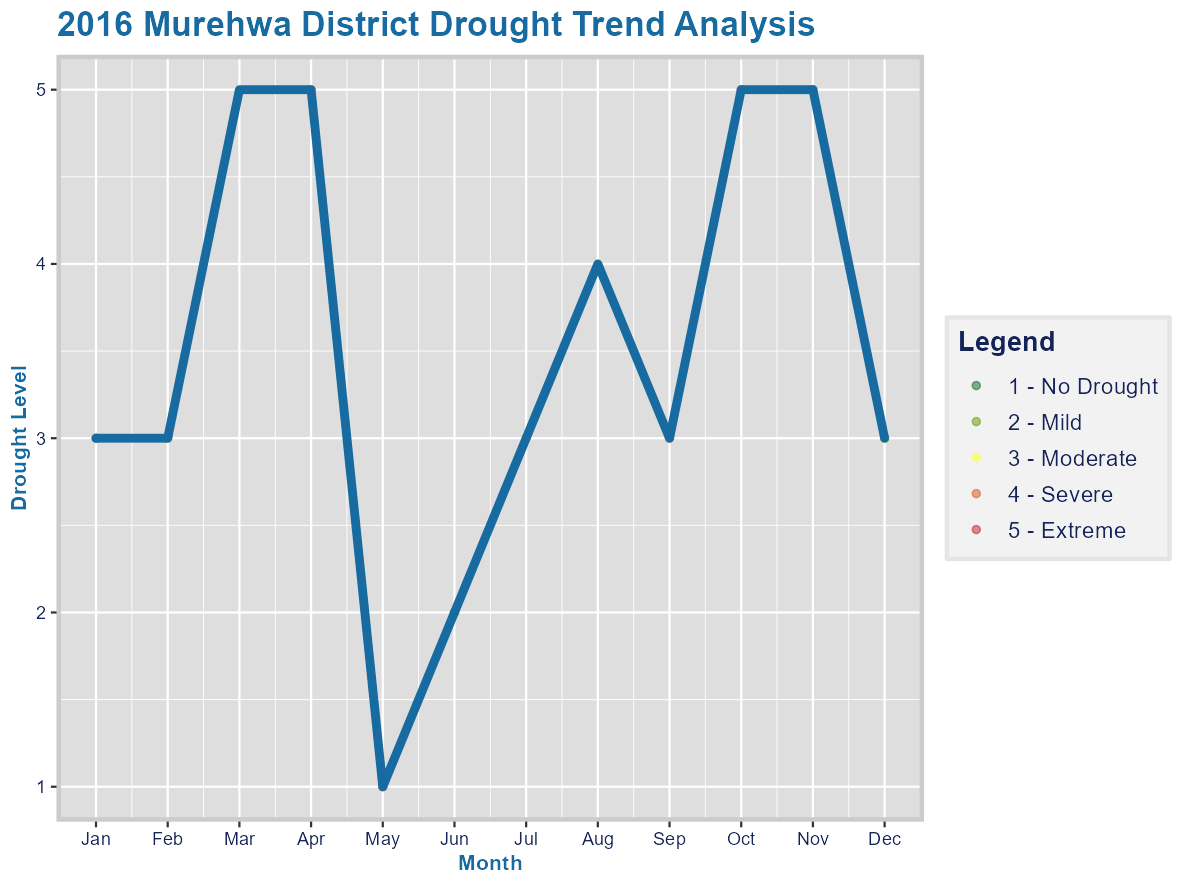 2016 Murehwa District Drought Trend Analysis
Drought Level
5
4
3
2
1
Jan Feb Mar Apr May Jun Jul Aug Sep Oct Nov Dec
Month
Legend
1 - No Drought
2 - Mild
3 - Moderate
4 - Severe
5 - Extreme